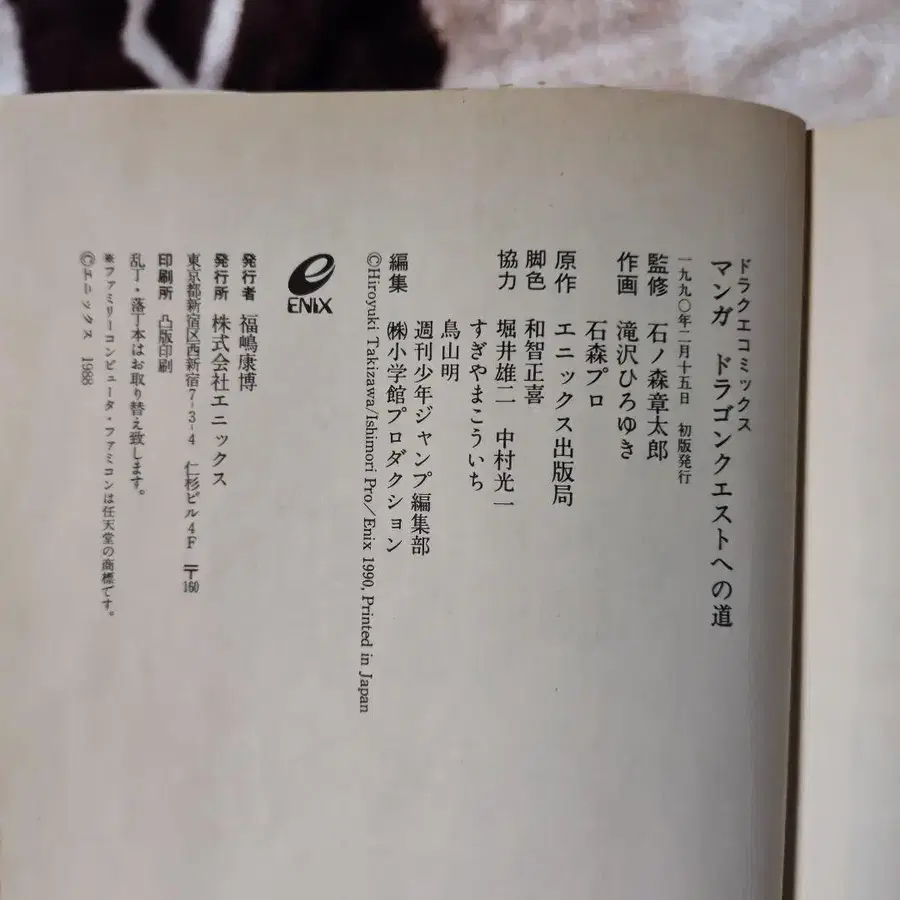 ドラクエコミックス
マンガ ドラゴンクエストへの道
一九九〇年二月十五日 初版発行
監修 石ノ森章太郎
作画 滝沢ひろゆき
石森プロ
原作 エニックス出版局
脚色 和智正喜
協力 堀井雄二 中村光一
すぎやまこういち
鳥山明
週刊少年ジャンプ編集部
編集 ㈱小学館プロダクション
©Hiroyuki Takizawa/Ishimori Pro/Enix 1990, Printed in Japan
ENIX
発行者 福嶋康博
発行所 株式会社エニックス
東京都新宿区西新宿7-3-4 仁杉ビル4F 〒160
印刷所 凸版印刷
乱丁・落丁本はお取り替え致します。
※ファミリーコンピュータ・ファミコンは任天堂の商標です。
©エニックス 1988